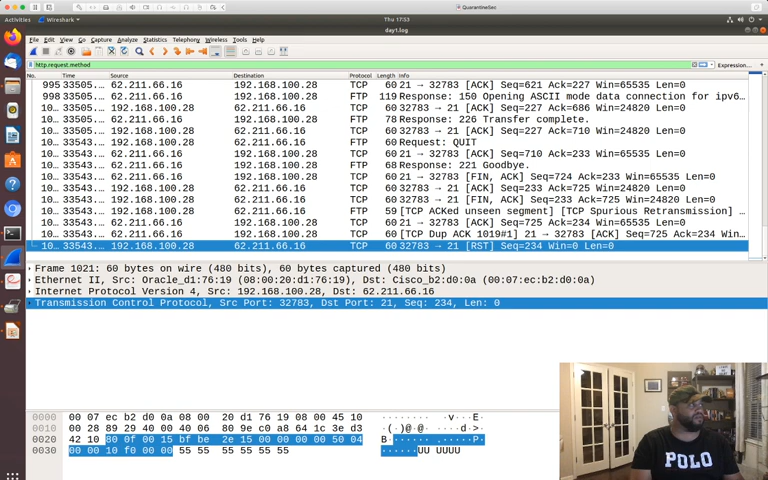 QuarantineSec
Activities Wireshark Thu 17:53
day1.log
File Edit View Go Capture Analyze Statistics Telephony Wireless Tools Help
http.request.method Expression...
No. Time Source Destination Protocol Length Info
995 33505.… 62.211.66.16 192.168.100.28 TCP 60 21 → 32783 [ACK] Seq=621 Ack=227 Win=65535 Len=0
998 33505.… 62.211.66.16 192.168.100.28 FTP 119 Response: 150 Opening ASCII mode data connection for ipv6…
10… 33543.… 192.168.100.28 62.211.66.16 TCP 60 32783 → 21 [ACK] Seq=227 Ack=686 Win=24820 Len=0
10… 33543.… 62.211.66.16 192.168.100.28 FTP 78 Response: 226 Transfer complete.
10… 33543.… 192.168.100.28 62.211.66.16 TCP 60 32783 → 21 [ACK] Seq=227 Ack=710 Win=24820 Len=0
10… 33543.… 192.168.100.28 62.211.66.16 FTP 60 Request: QUIT
10… 33543.… 62.211.66.16 192.168.100.28 TCP 60 21 → 32783 [ACK] Seq=710 Ack=233 Win=65535 Len=0
10… 33543.… 62.211.66.16 192.168.100.28 FTP 68 Response: 221 Goodbye.
10… 33543.… 62.211.66.16 192.168.100.28 TCP 60 21 → 32783 [FIN, ACK] Seq=724 Ack=233 Win=65535 Len=0
10… 33543.… 192.168.100.28 62.211.66.16 TCP 60 32783 → 21 [ACK] Seq=233 Ack=725 Win=24820 Len=0
10… 33543.… 192.168.100.28 62.211.66.16 TCP 60 32783 → 21 [FIN, ACK] Seq=233 Ack=725 Win=24820 Len=0
10… 33543.… 62.211.66.16 192.168.100.28 FTP 59 [TCP ACKed unseen segment] [TCP Spurious Retransmission] …
10… 33543.… 62.211.66.16 192.168.100.28 TCP 60 21 → 32783 [ACK] Seq=725 Ack=234 Win=65535 Len=0
10… 33543.… 62.211.66.16 192.168.100.28 TCP 60 [TCP Dup ACK 1019#1] 21 → 32783 [ACK] Seq=725 Ack=234 Win…
10… 33543.… 192.168.100.28 62.211.66.16 TCP 60 32783 → 21 [RST] Seq=234 Win=0 Len=0
Frame 1021: 60 bytes on wire (480 bits), 60 bytes captured (480 bits)
Ethernet II, Src: Oracle_d1:76:19 (08:00:20:d1:76:19), Dst: Cisco_b2:d0:0a (00:07:ec:b2:d0:0a)
Internet Protocol Version 4, Src: 192.168.100.28, Dst: 62.211.66.16
Transmission Control Protocol, Src Port: 32783, Dst Port: 21, Seq: 234, Len: 0
0000 00 07 ec b2 d0 0a 08 00 20 d1 76 19 08 00 45 10 ········ ·v···E·
0010 00 28 89 29 40 00 40 06 80 9e c0 a8 64 1c 3e d3 ·(·)@·@· ····d·>·
0020 42 10 80 0f 00 15 bf be 2e 15 00 00 00 00 50 04 B······· ·····P·
0030 00 00 10 f0 00 00 55 55 55 55 55 55 ······UU UUUU
POLO